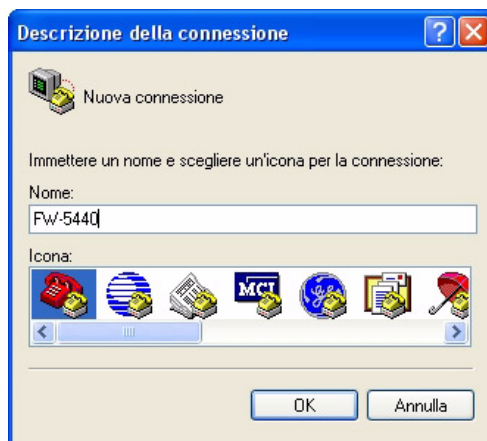 Descrizione della connessione
Nuova connessione
Immettere un nome e scegliere un'icona per la connessione:
Nome:
FW-5440
Icona:
MCI
OK Annulla